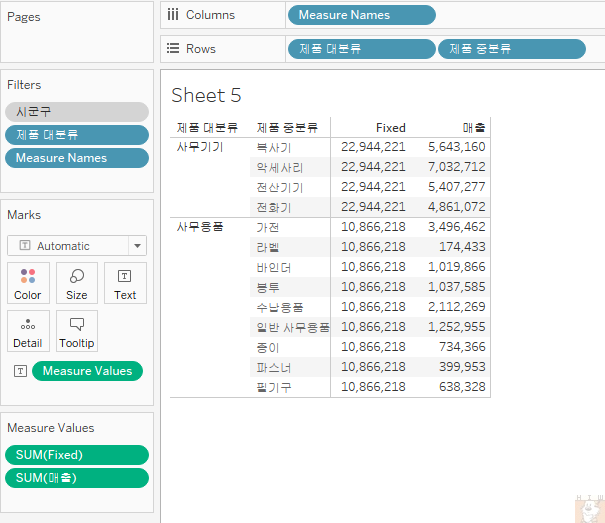 Pages
Columns
Measure Names
Rows
제품 대분류 제품 중분류
Filters
시군구
제품 대분류
Measure Names
Marks
Automatic
Color Size Text
Detail Tooltip
Measure Values
Measure Values
SUM(Fixed)
SUM(매출)
Sheet 5
제품 대분류 제품 중분류 Fixed 매출
사무기기 복사기 22,944,221 5,643,160
악세사리 22,944,221 7,032,712
전산기기 22,944,221 5,407,277
전화기 22,944,221 4,861,072
사무용품 가전 10,866,218 3,496,462
라벨 10,866,218 174,433
바인더 10,866,218 1,019,866
봉투 10,866,218 1,037,585
수납용품 10,866,218 2,112,269
일반 사무용품 10,866,218 1,252,955
종이 10,866,218 734,366
파스너 10,866,218 399,953
필기구 10,866,218 638,328